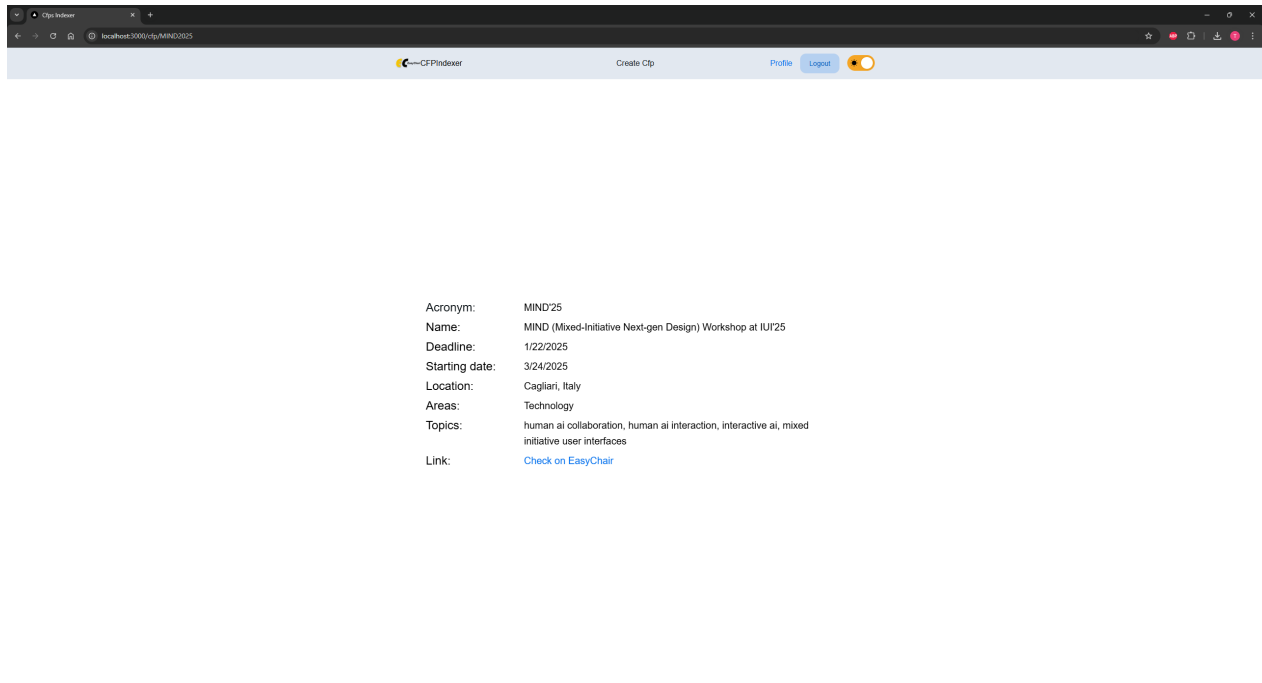 Cfps Indexer
localhost:3000/cfp/MIND2025
CFPIndexer
Create Cfp
Profile
Logout
Acronym: MIND'25
Name: MIND (Mixed-Initiative Next-gen Design) Workshop at IUI'25
Deadline: 1/22/2025
Starting date: 3/24/2025
Location: Cagliari, Italy
Areas: Technology
Topics: human ai collaboration, human ai interaction, interactive ai, mixed
initiative user interfaces
Link: Check on EasyChair